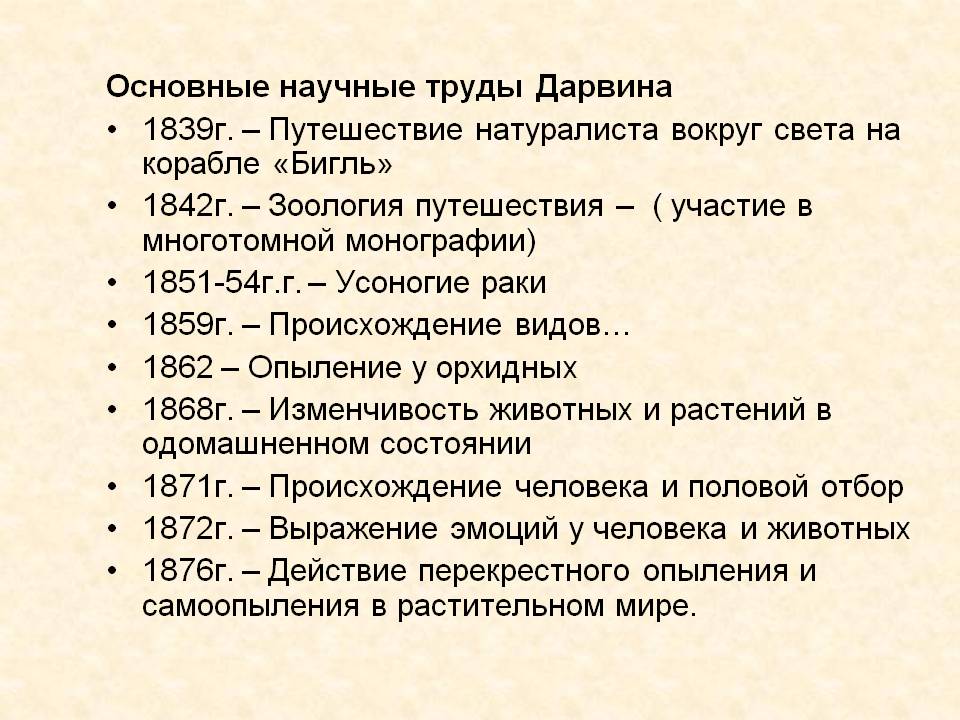 Основные научные труды Дарвина
• 1839г. – Путешествие натуралиста вокруг света на
корабле «Бигль»
• 1842г. – Зоология путешествия – ( участие в
многотомной монографии)
• 1851-54г.г. – Усоногие раки
• 1859г. – Происхождение видов…
• 1862 – Опыление у орхидных
• 1868г. – Изменчивость животных и растений в
одомашненном состоянии
• 1871г. – Происхождение человека и половой отбор
• 1872г. – Выражение эмоций у человека и животных
• 1876г. – Действие перекрестного опыления и
самоопыления в растительном мире.